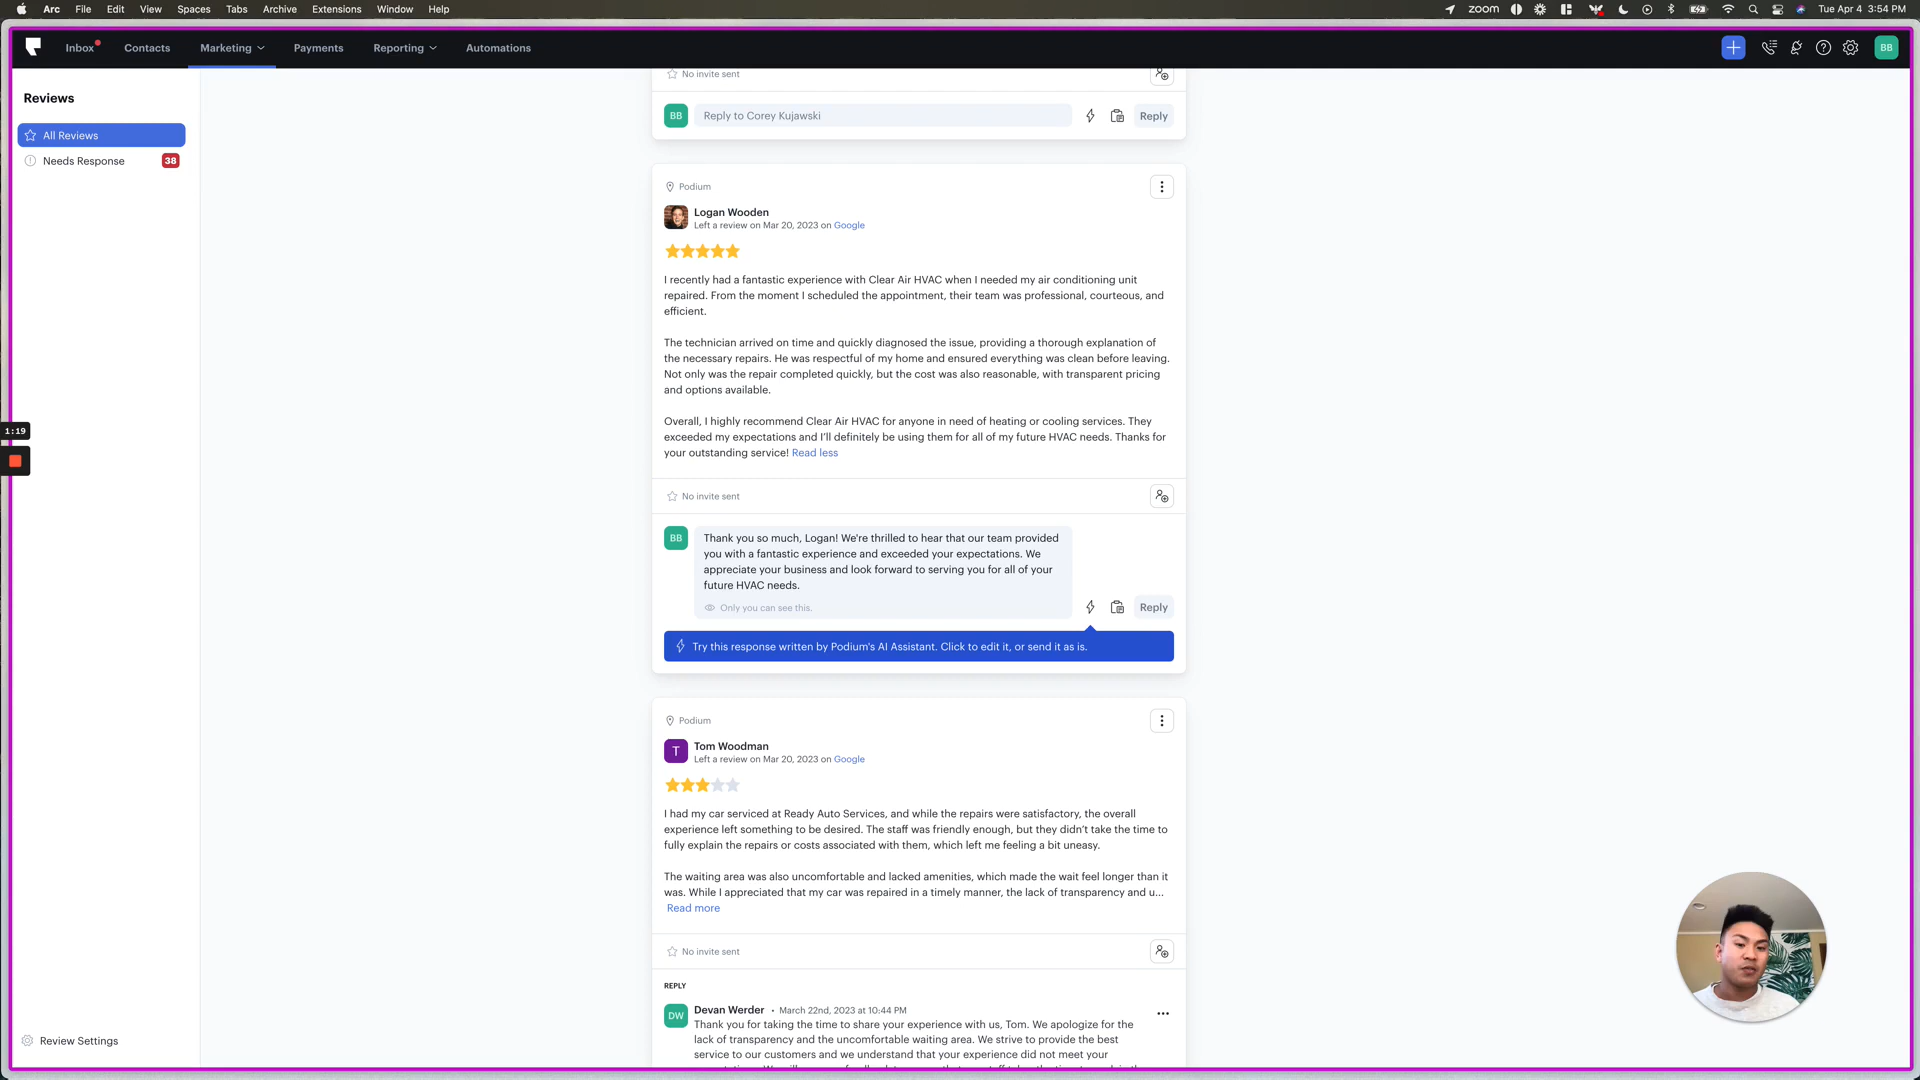 Arc File Edit View Spaces Tabs Archive Extensions Window Help zoom Tue Apr 4 3:54 PM
Inbox Contacts Marketing Payments Reporting Automations BB
Reviews
All Reviews
Needs Response 38
1:19
Review Settings
No invite sent
BB Reply to Corey Kujawski Reply
Podium
Logan Wooden
Left a review on Mar 20, 2023 on Google
I recently had a fantastic experience with Clear Air HVAC when I needed my air conditioning unit
repaired. From the moment I scheduled the appointment, their team was professional, courteous, and
efficient.
The technician arrived on time and quickly diagnosed the issue, providing a thorough explanation of
the necessary repairs. He was respectful of my home and ensured everything was clean before leaving.
Not only was the repair completed quickly, but the cost was also reasonable, with transparent pricing
and options available.
Overall, I highly recommend Clear Air HVAC for anyone in need of heating or cooling services. They
exceeded my expectations and I'll definitely be using them for all of my future HVAC needs. Thanks for
your outstanding service! Read less
No invite sent
BB Thank you so much, Logan! We're thrilled to hear that our team provided
you with a fantastic experience and exceeded your expectations. We
appreciate your business and look forward to serving you for all of your
future HVAC needs.
Only you can see this. Reply
Try this response written by Podium's AI Assistant. Click to edit it, or send it as is.
Podium
T Tom Woodman
Left a review on Mar 20, 2023 on Google
I had my car serviced at Ready Auto Services, and while the repairs were satisfactory, the overall
experience left something to be desired. The staff was friendly enough, but they didn't take the time to
fully explain the repairs or costs associated with them, which left me feeling a bit uneasy.
The waiting area was also uncomfortable and lacked amenities, which made the wait feel longer than it
was. While I appreciated that my car was repaired in a timely manner, the lack of transparency and u...
Read more
No invite sent
REPLY
DW Devan Werder • March 22nd, 2023 at 10:44 PM
Thank you for taking the time to share your experience with us, Tom. We apologize for the
lack of transparency and the uncomfortable waiting area. We strive to provide the best
service to our customers and we understand that your experience did not meet your